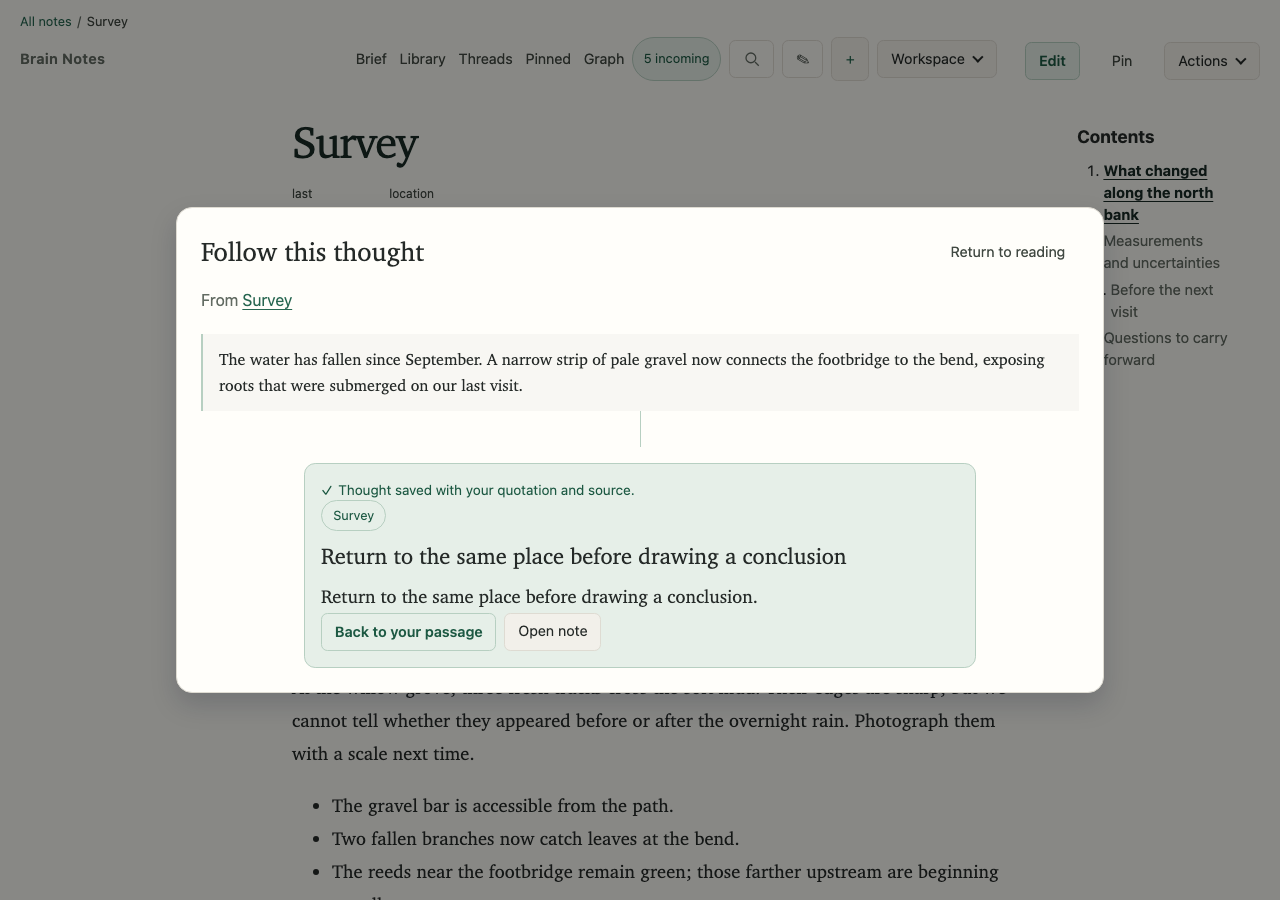 All notes / Survey
Brain Notes
Brief Library Threads Pinned Graph 5 incoming + Workspace Edit Pin Actions
Survey
last location
Contents
1. What changed
along the north
bank
Measurements
and uncertainties
. Before the next
visit
Questions to carry
forward
Follow this thought
Return to reading
From Survey
The water has fallen since September. A narrow strip of pale gravel now connects the footbridge to the bend, exposing
roots that were submerged on our last visit.
✓ Thought saved with your quotation and source.
Survey
Return to the same place before drawing a conclusion
Return to the same place before drawing a conclusion.
Back to your passage Open note
cannot tell whether they appeared before or after the overnight rain. Photograph them
with a scale next time.
• The gravel bar is accessible from the path.
• Two fallen branches now catch leaves at the bend.
• The reeds near the footbridge remain green; those farther upstream are beginning